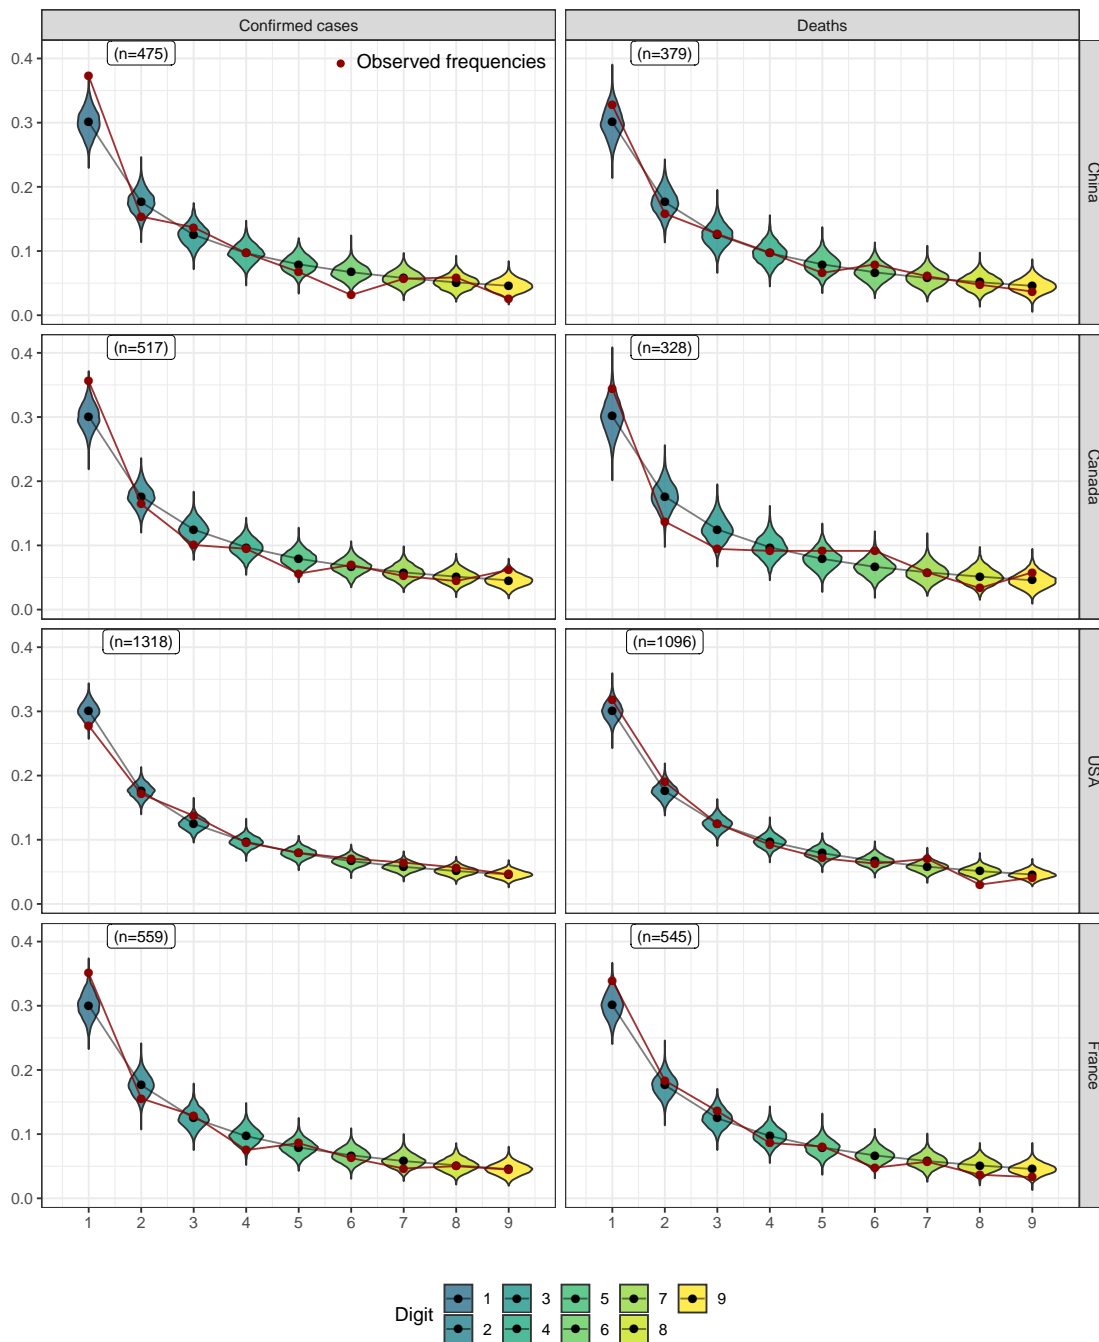 Confirmed cases
Deaths
(n=475)
Observed frequencies
(n=379)
China
0.4
0.3
0.2
0.1
0.0
(n=517)
(n=328)
Canada
0.4
0.3
0.2
0.1
0.0
(n=1318)
(n=1096)
USA
0.4
0.3
0.2
0.1
0.0
(n=559)
(n=545)
France
0.4
0.3
0.2
0.1
0.0
1 2 3 4 5 6 7 8 9
1 2 3 4 5 6 7 8 9
Digit
1 3 5 7 9
2 4 6 8